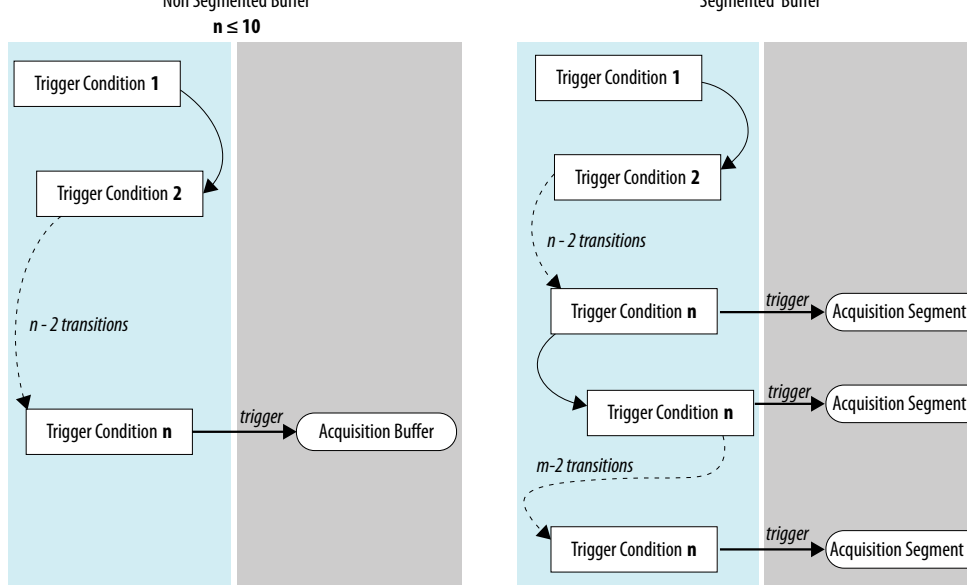 Non Segmented Buffer
n ≤ 10
Trigger Condition 1
Trigger Condition 2
n - 2 transitions
Trigger Condition n
trigger
Acquisition Buffer
Segmented Buffer
Trigger Condition 1
Trigger Condition 2
n - 2 transitions
Trigger Condition n
trigger
Acquisition Segment
Trigger Condition n
trigger
Acquisition Segment
m-2 transitions
Trigger Condition n
trigger
Acquisition Segment